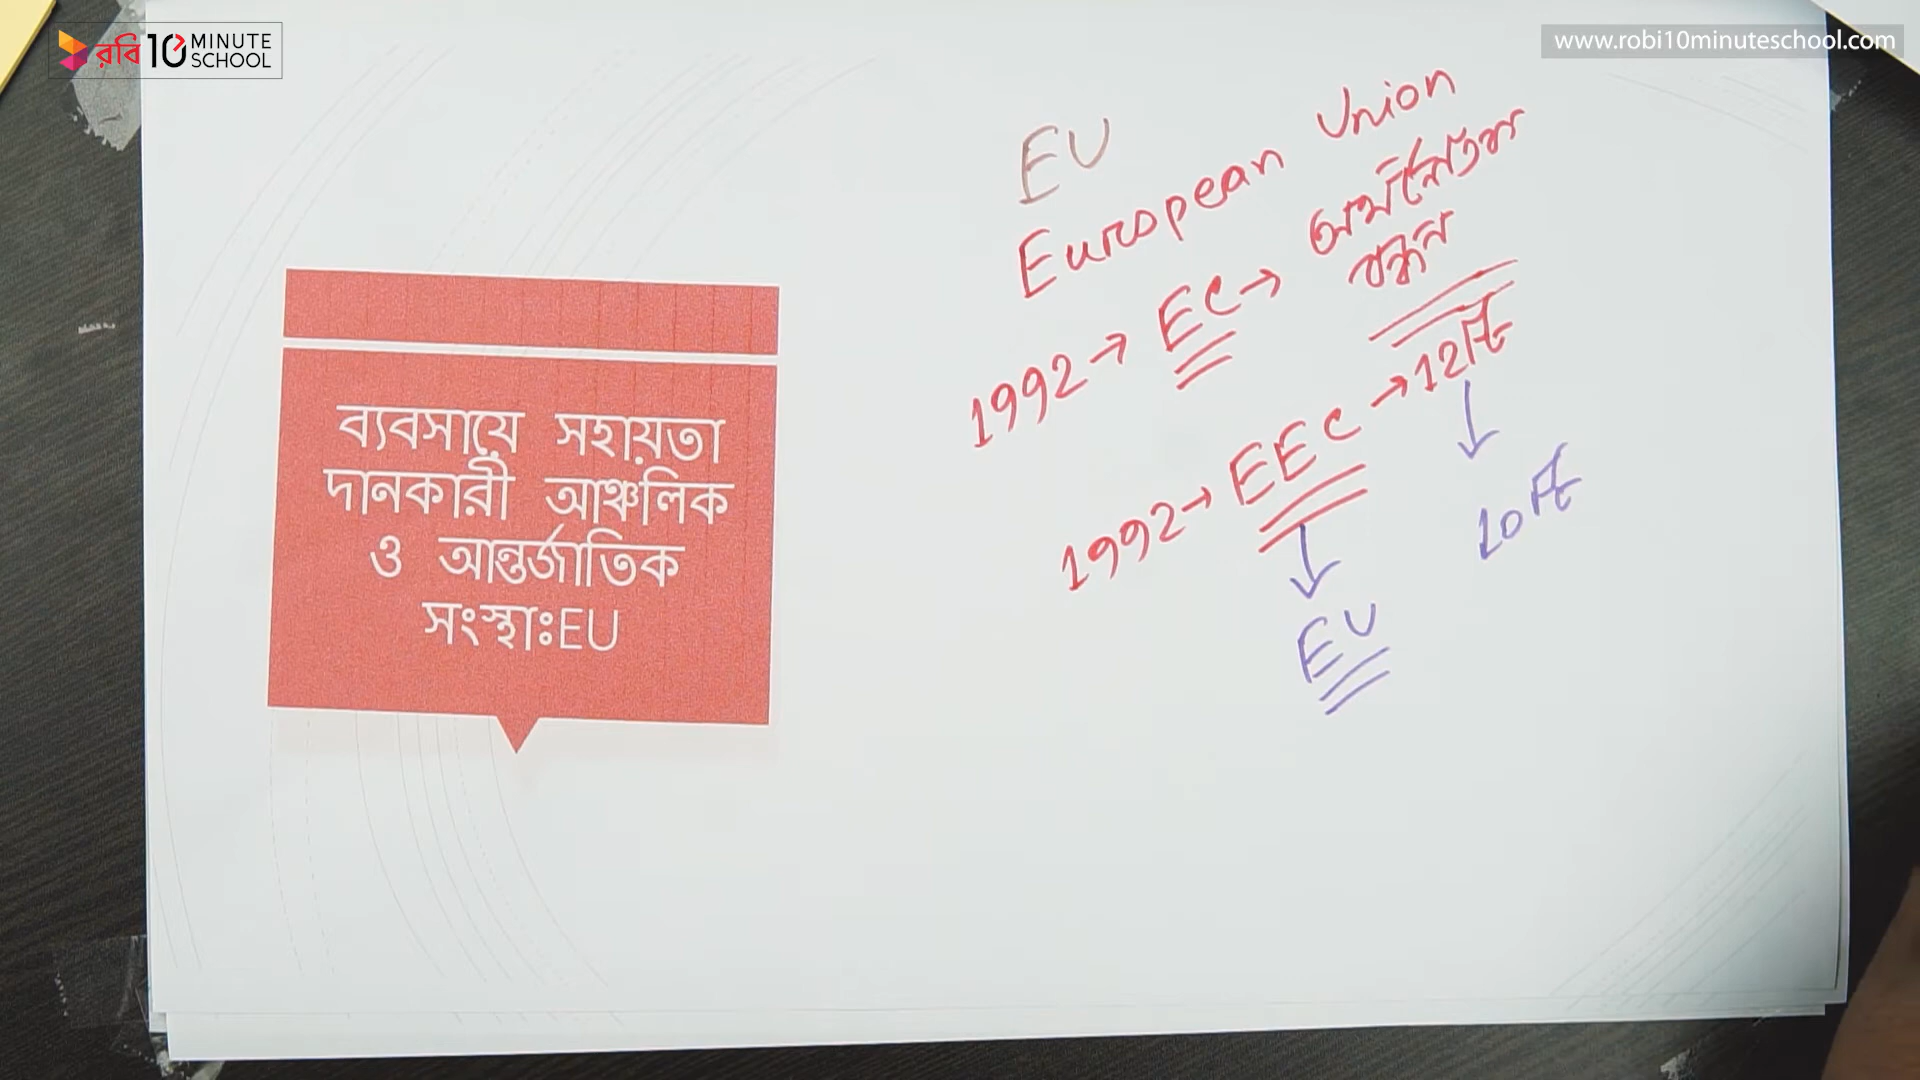 রবি 10 MINUTE SCHOOL
www.robi10minuteschool.com
ব্যবসায়ে সহায়তা
দানকারী আঞ্চলিক
ও আন্তর্জাতিক
সংস্থাঃEU
EU
European Union
1992 → EC → অর্থনৈতিক
বন্ধন
1992 → EEC → 12টি
10টি
EU